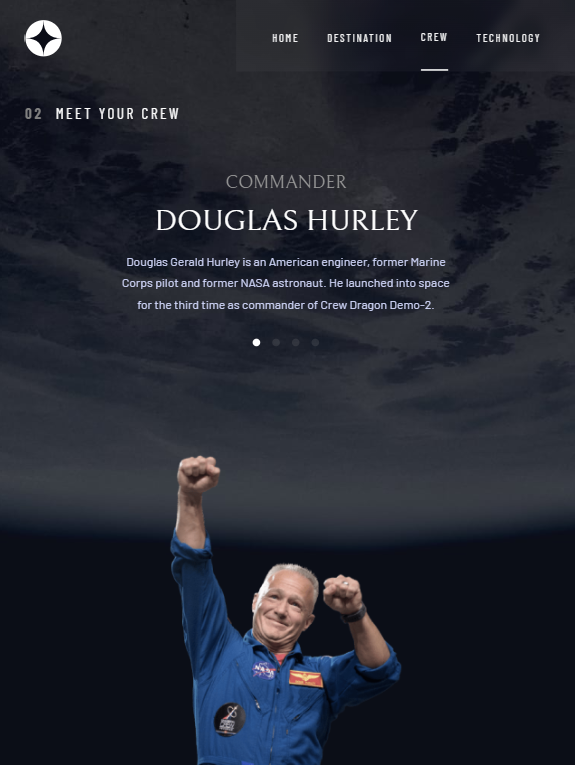 HOME DESTINATION CREW TECHNOLOGY
02 MEET YOUR CREW
COMMANDER
DOUGLAS HURLEY
Douglas Gerald Hurley is an American engineer, former Marine
Corps pilot and former NASA astronaut. He launched into space
for the third time as commander of Crew Dragon Demo-2.
NASA